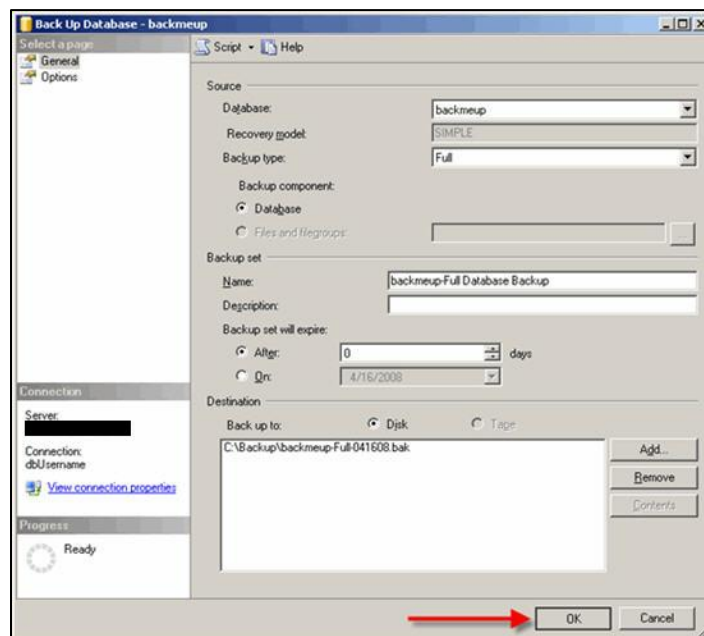 Back Up Database - backmeup
Select a page
General
Options
Script
Help
Source
Database:
backmeup
Recovery model:
SIMPLE
Backup type:
Full
Backup component:
Database
Files and filegroups:
...
Backup set
Name:
backmeup-Full Database Backup
Description:
Backup set will expire:
After:
0
days
On:
4/16/2008
Destination
Back up to:
Disk
Tape
C:\Backup\backmeup-Full-041608.bak
Add...
Remove
Contents
Connection
Server:
Connection:
dbUsername
View connection properties
Progress
Ready
OK
Cancel